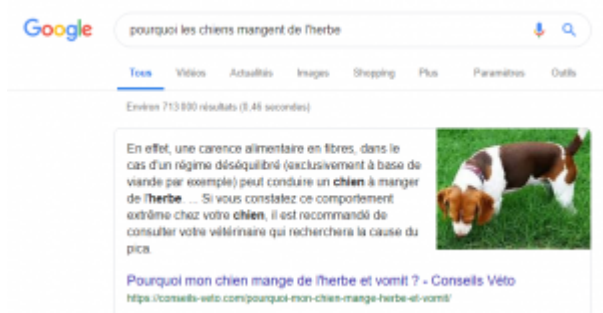 Google
pourquoi les chiens mangent de l'herbe
Tous Vidéos Actualités Images Shopping Plus Paramètres Outils
Environ 713 000 résultats (0,46 secondes)
En effet, une carence alimentaire en fibres, dans le
cas d'un régime déséquilibré (exclusivement à base de
viande par exemple) peut conduire un chien à manger
de l'herbe. ... Si vous constatez ce comportement
extrême chez votre chien, il est recommandé de
consulter votre vétérinaire qui recherchera la cause du
pica.
Pourquoi mon chien mange de l'herbe et vomit ? - Conseils Véto
https://conseils-veto.com/pourquoi-mon-chien-mange-herbe-et-vomit/